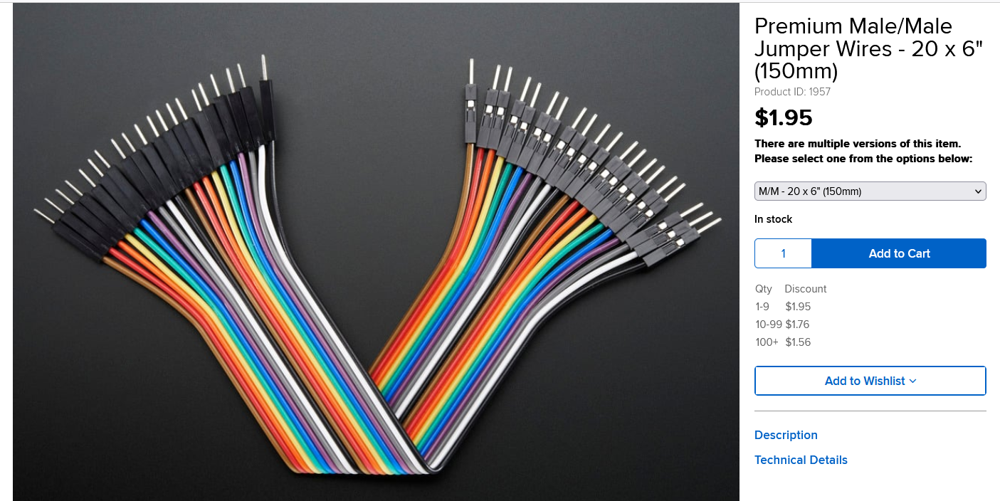 Premium Male/Male
Jumper Wires - 20 x 6"
(150mm)
Product ID: 1957
$1.95
There are multiple versions of this item.
Please select one from the options below:
M/M - 20 x 6" (150mm)
In stock
1
Add to Cart
Qty Discount
1-9 $1.95
10-99 $1.76
100+ $1.56
Add to Wishlist
Description
Technical Details